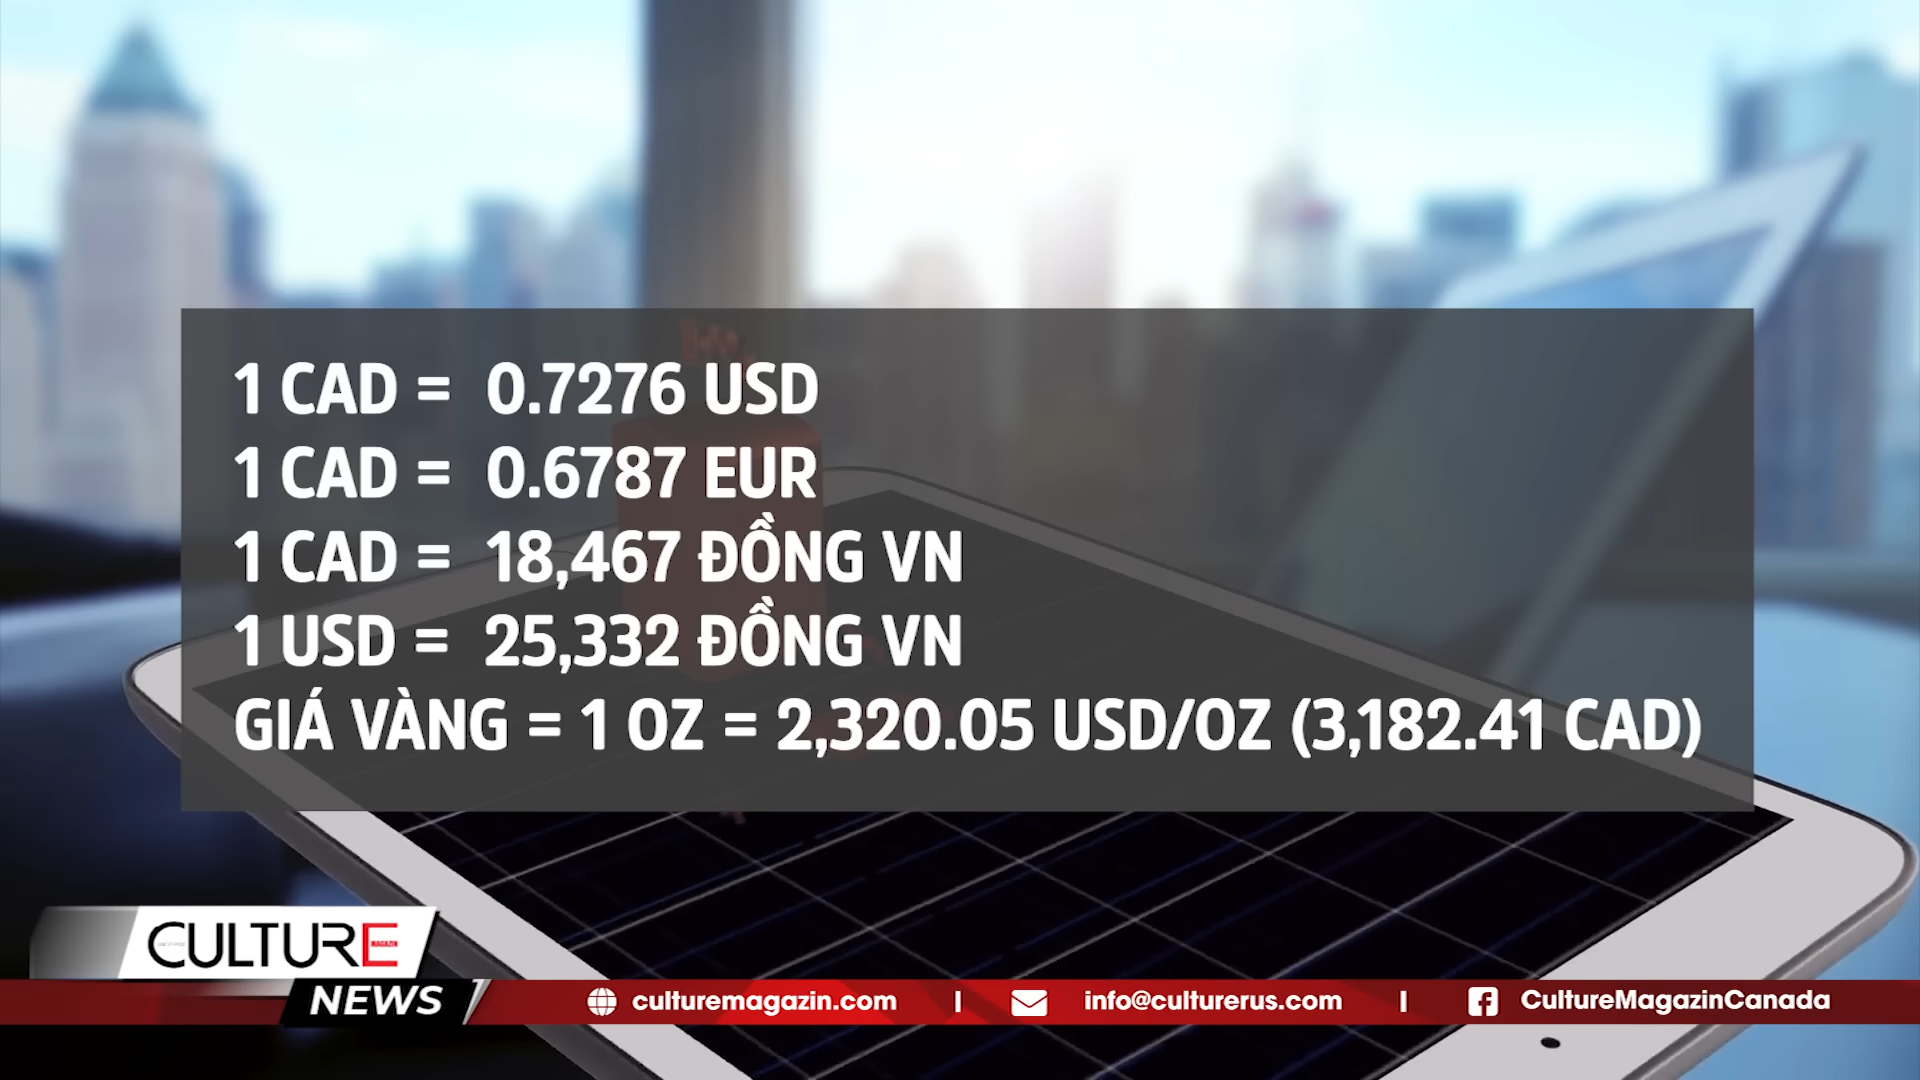 1 CAD = 0.7276 USD
1 CAD = 0.6787 EUR
1 CAD = 18,467 ĐỒNG VN
1 USD = 25,332 ĐỒNG VN
GIÁ VÀNG = 1 OZ = 2,320.05 USD/OZ (3,182.41 CAD)
CULTURE
MAGAZIN
NEWS
culturemagazin.com | info@culturerus.com | CultureMagazinCanada